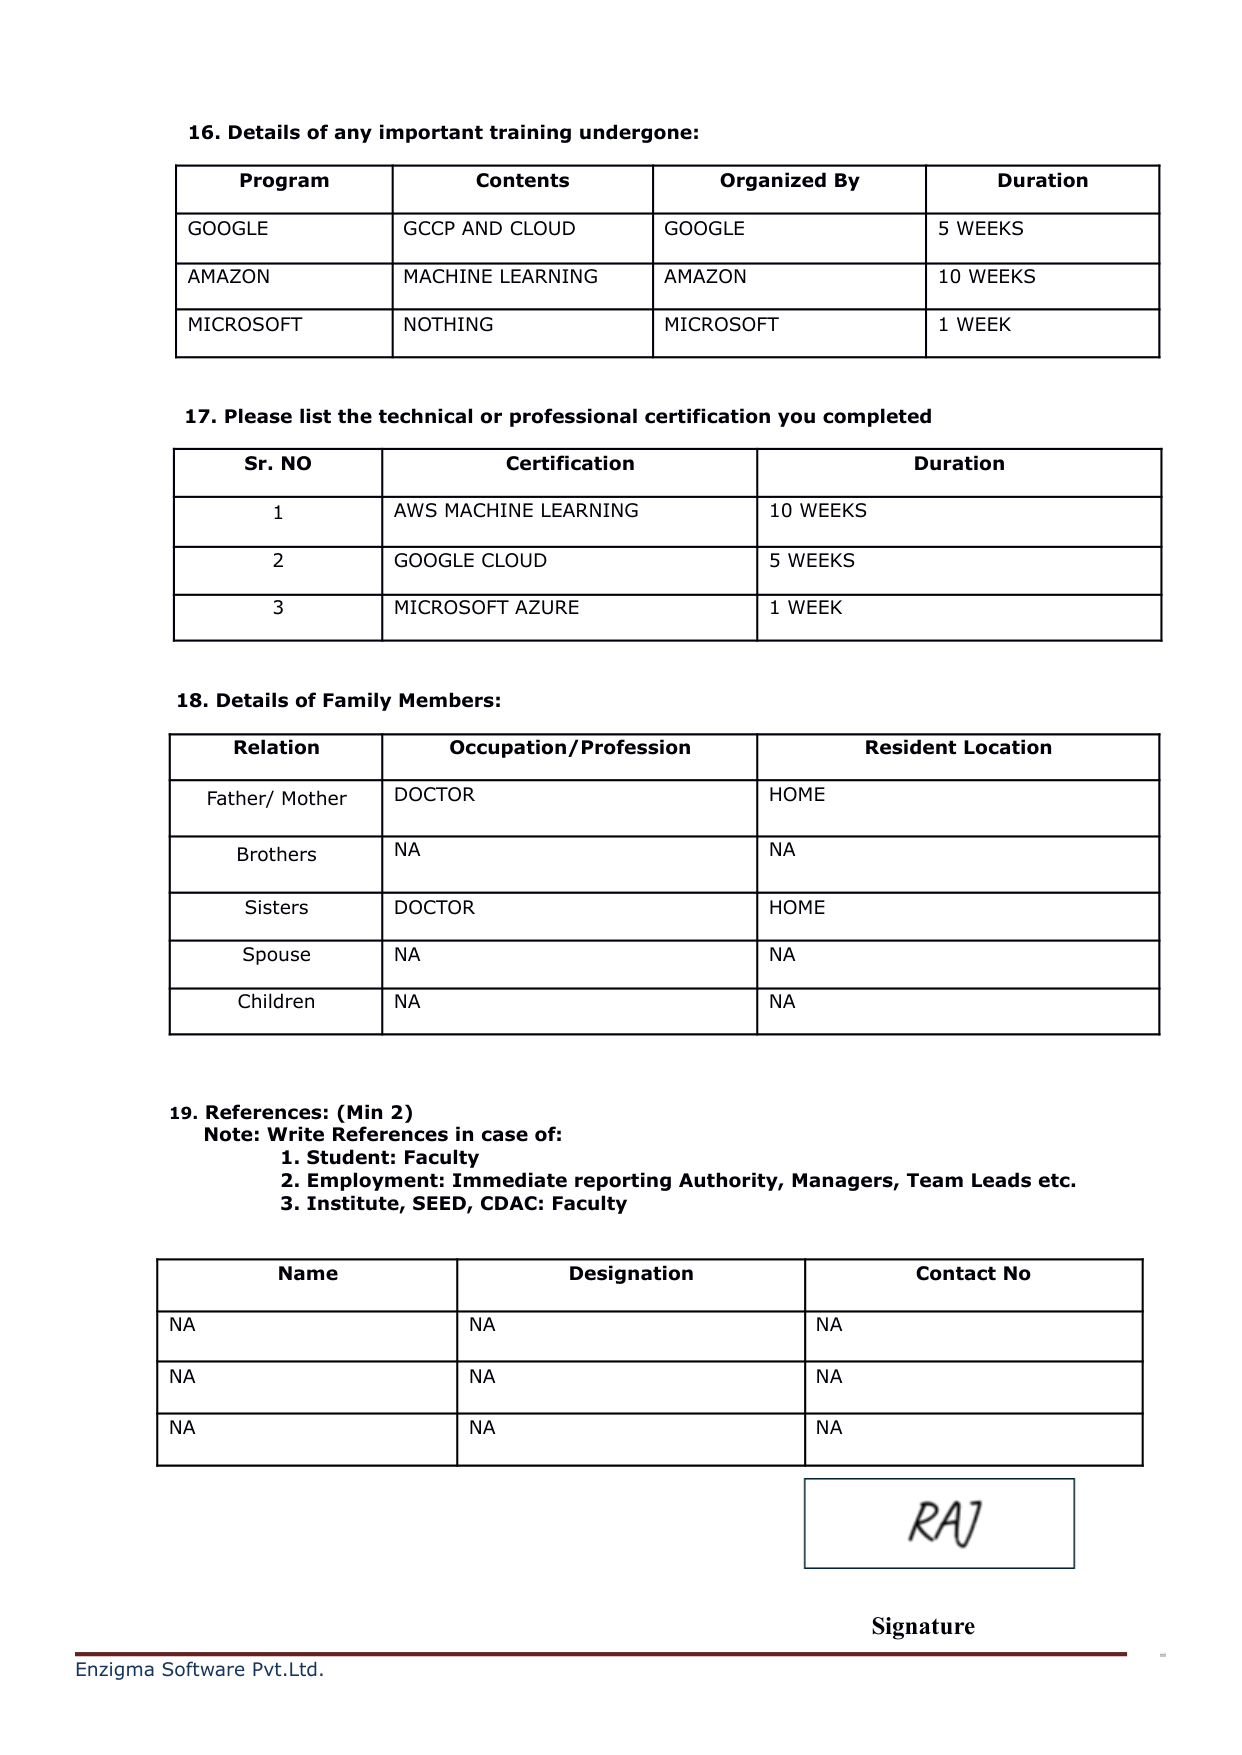 16. Details of any important training undergone:
Program Contents Organized By Duration
GOOGLE GCCP AND CLOUD GOOGLE 5 WEEKS
AMAZON MACHINE LEARNING AMAZON 10 WEEKS
MICROSOFT NOTHING MICROSOFT 1 WEEK
17. Please list the technical or professional certification you completed
Sr. NO Certification Duration
1 AWS MACHINE LEARNING 10 WEEKS
2 GOOGLE CLOUD 5 WEEKS
3 MICROSOFT AZURE 1 WEEK
18. Details of Family Members:
Relation Occupation/Profession Resident Location
Father/ Mother DOCTOR HOME
Brothers NA NA
Sisters DOCTOR HOME
Spouse NA NA
Children NA NA
19. References: (Min 2)
Note: Write References in case of:
1. Student: Faculty
2. Employment: Immediate reporting Authority, Managers, Team Leads etc.
3. Institute, SEED, CDAC: Faculty
Name Designation Contact No
NA NA NA
NA NA NA
NA NA NA
RAJ
Signature
Enzigma Software Pvt.Ltd.